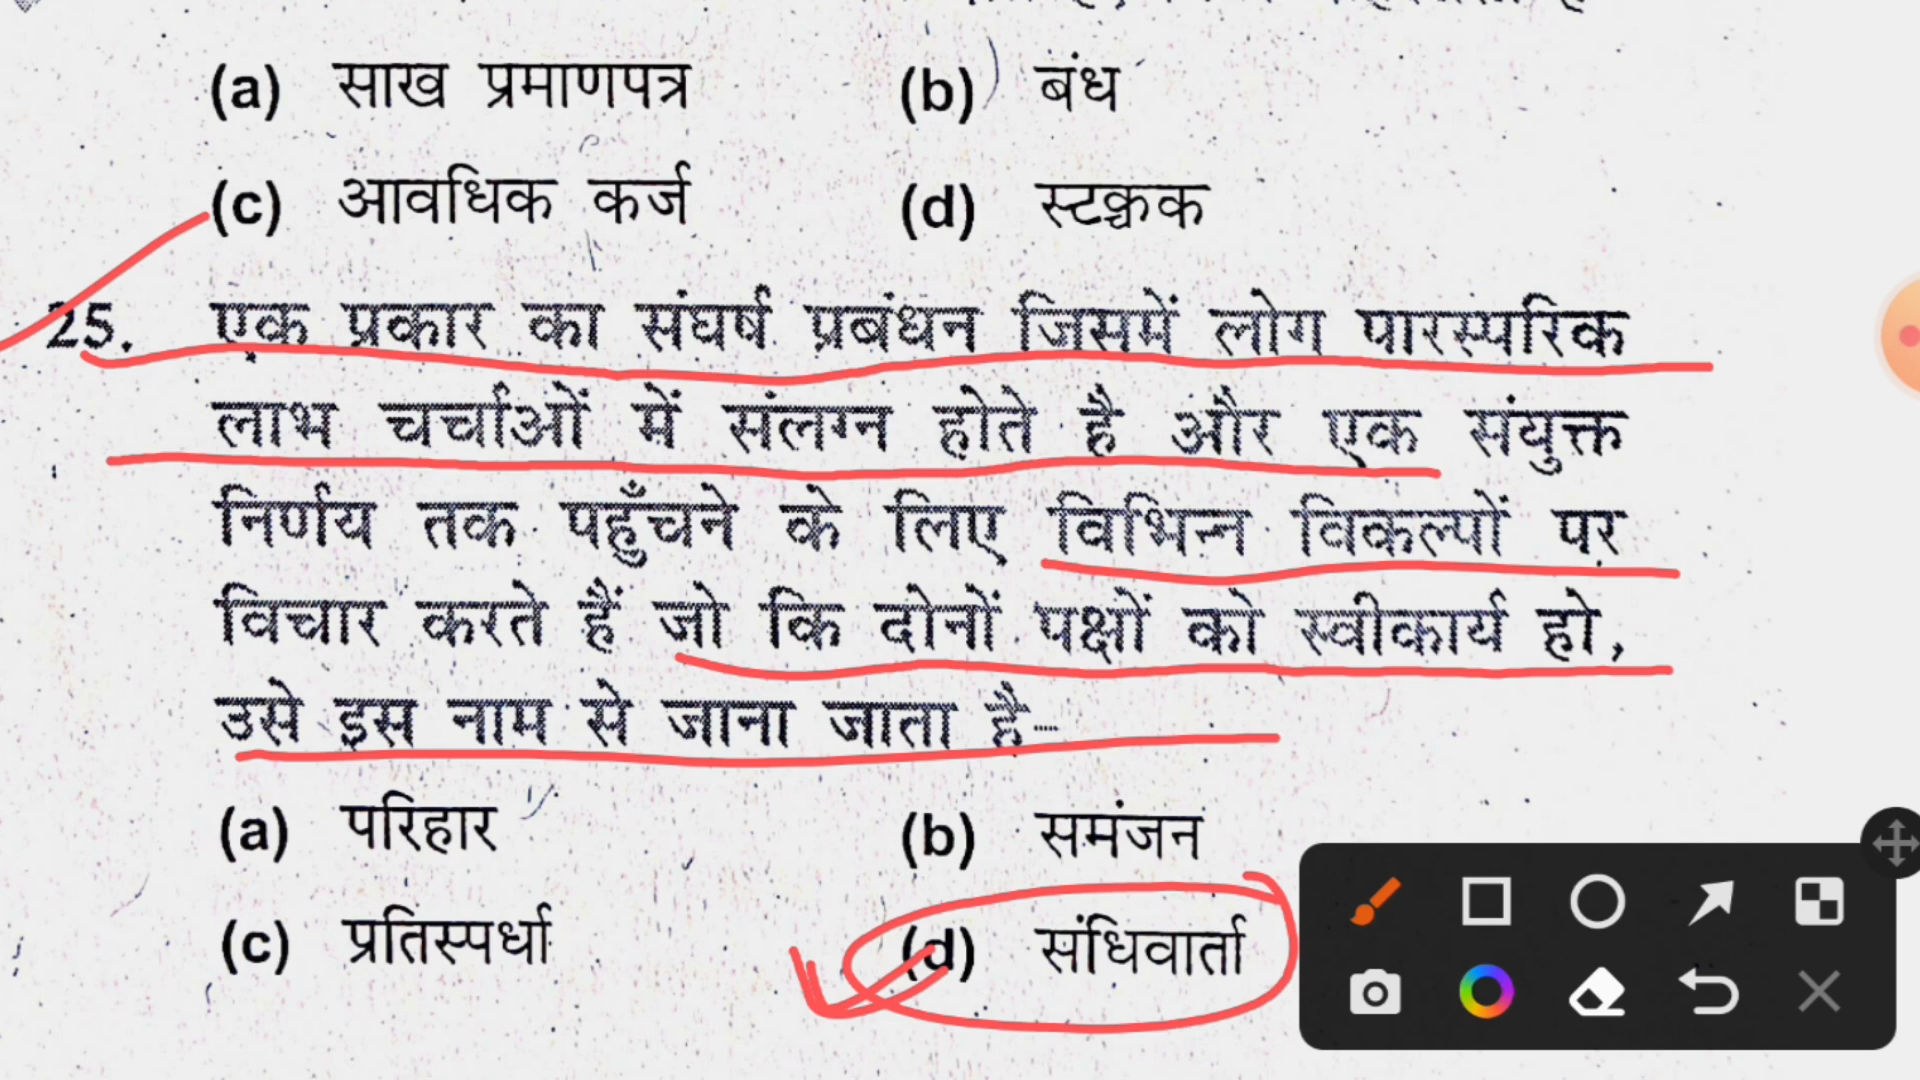 (a) साख प्रमाणपत्र (b) बंध
(c) आवधिक कर्ज (d) स्टक्चक
25. एक प्रकार का संघर्ष प्रबंधन जिसमें लोग पारस्परिक
लाभ चर्चाओं में संलग्न होते है और एक संयुक्त
निर्णय तक पहुँचने के लिए विभिन्न विकल्पों पर
विचार करते हैं जो कि दोनों पक्षों को स्वीकार्य हो,
उसे इस नाम से जाना जाता है–
(a) परिहार (b) समंजन
(c) प्रतिस्पर्धा (d) संधिवार्ता